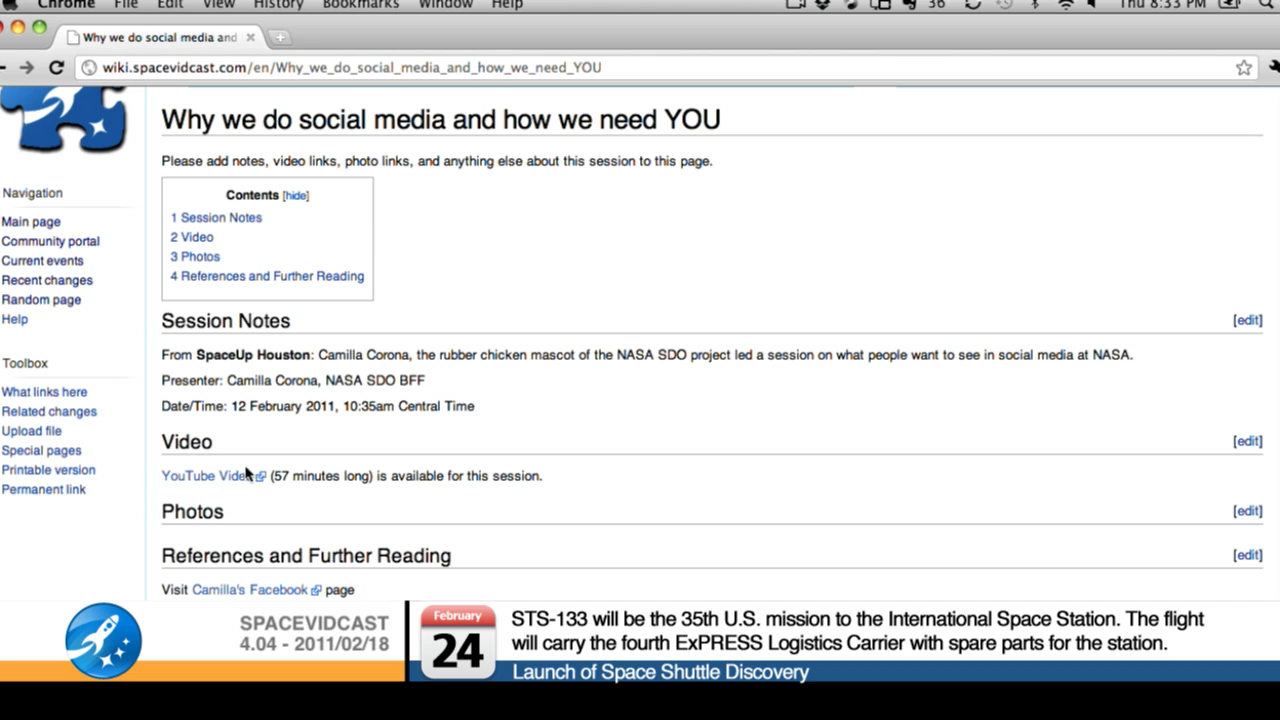 Chrome File Edit View History Bookmarks Window Help 36 Thu 8:33 PM
Why we do social media and
wiki.spacevidcast.com/en/Why_we_do_social_media_and_how_we_need_YOU
Why we do social media and how we need YOU
Please add notes, video links, photo links, and anything else about this session to this page.
Contents [hide]
1 Session Notes
2 Video
3 Photos
4 References and Further Reading
Navigation
Main page
Community portal
Current events
Recent changes
Random page
Help
Toolbox
What links here
Related changes
Upload file
Special pages
Printable version
Permanent link
Session Notes [edit]
From SpaceUp Houston: Camilla Corona, the rubber chicken mascot of the NASA SDO project led a session on what people want to see in social media at NASA.
Presenter: Camilla Corona, NASA SDO BFF
Date/Time: 12 February 2011, 10:35am Central Time
Video [edit]
YouTube Video (57 minutes long) is available for this session.
Photos [edit]
References and Further Reading [edit]
Visit Camilla's Facebook page
SPACEVIDCAST
4.04 - 2011/02/18
February
24
STS-133 will be the 35th U.S. mission to the International Space Station. The flight
will carry the fourth ExPRESS Logistics Carrier with spare parts for the station.
Launch of Space Shuttle Discovery